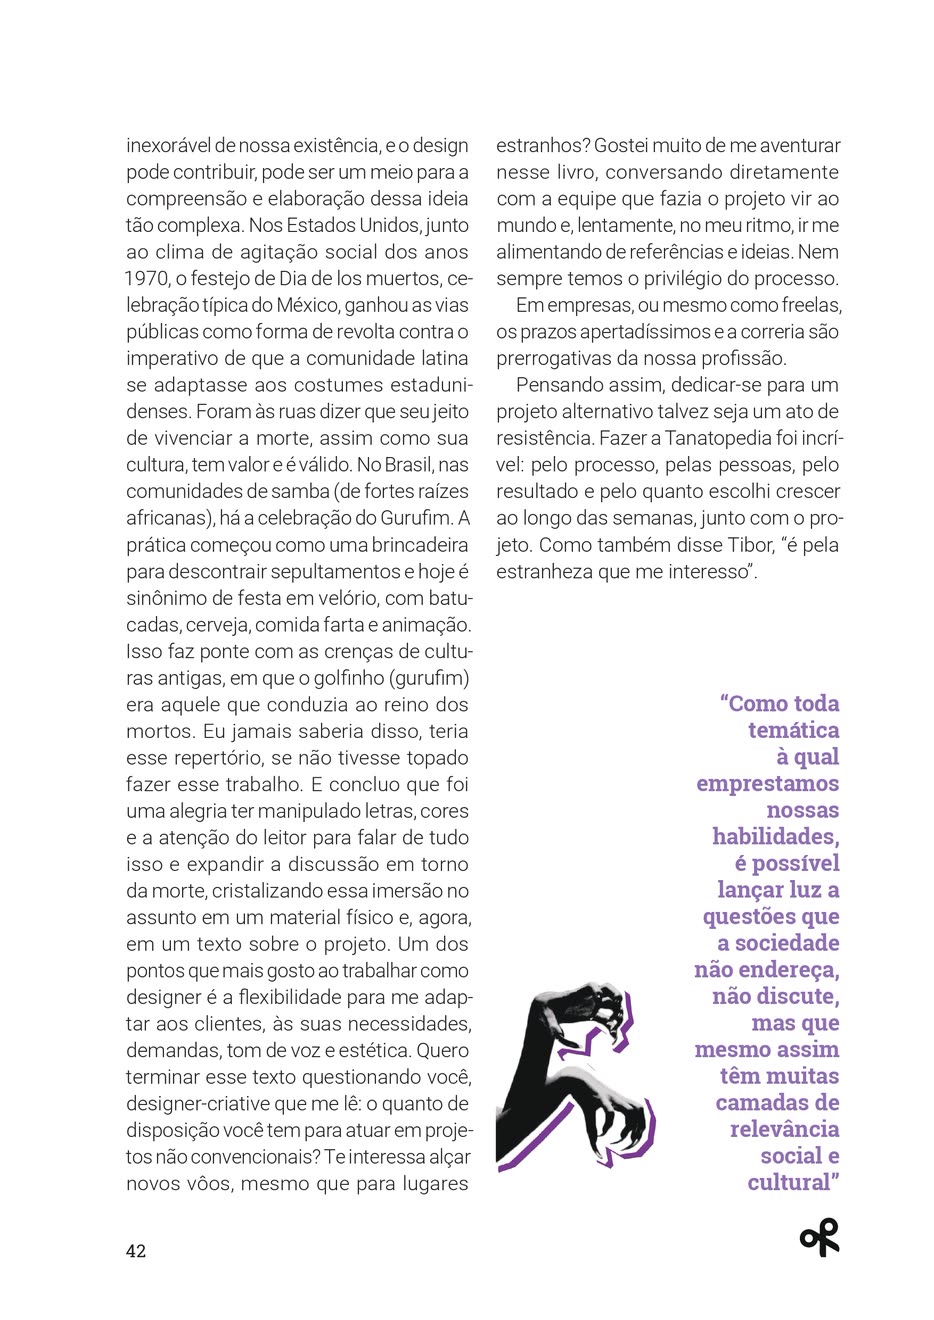 inexorável de nossa existência, e o design
pode contribuir, pode ser um meio para a
compreensão e elaboração dessa ideia
tão complexa. Nos Estados Unidos, junto
ao clima de agitação social dos anos
1970, o festejo de Dia de los muertos, ce-
lebração típica do México, ganhou as vias
públicas como forma de revolta contra o
imperativo de que a comunidade latina
se adaptasse aos costumes estaduni-
denses. Foram às ruas dizer que seu jeito
de vivenciar a morte, assim como sua
cultura, tem valor e é válido. No Brasil, nas
comunidades de samba (de fortes raízes
africanas), há a celebração do Gurufim. A
prática começou como uma brincadeira
para descontrair sepultamentos e hoje é
sinônimo de festa em velório, com batu-
cadas, cerveja, comida farta e animação.
Isso faz ponte com as crenças de cultu-
ras antigas, em que o golfinho (gurufim)
era aquele que conduzia ao reino dos
mortos. Eu jamais saberia disso, teria
esse repertório, se não tivesse topado
fazer esse trabalho. E concluo que foi
uma alegria ter manipulado letras, cores
e a atenção do leitor para falar de tudo
isso e expandir a discussão em torno
da morte, cristalizando essa imersão no
assunto em um material físico e, agora,
em um texto sobre o projeto. Um dos
pontos que mais gosto ao trabalhar como
designer é a flexibilidade para me adap-
tar aos clientes, às suas necessidades,
demandas, tom de voz e estética. Quero
terminar esse texto questionando você,
designer-criative que me lê: o quanto de
disposição você tem para atuar em proje-
tos não convencionais? Te interessa alçar
novos vôos, mesmo que para lugares
estranhos? Gostei muito de me aventurar
nesse livro, conversando diretamente
com a equipe que fazia o projeto vir ao
mundo e, lentamente, no meu ritmo, ir me
alimentando de referências e ideias. Nem
sempre temos o privilégio do processo.
Em empresas, ou mesmo como freelas,
os prazos apertadíssimos e a correria são
prerrogativas da nossa profissão.
Pensando assim, dedicar-se para um
projeto alternativo talvez seja um ato de
resistência. Fazer a Tanatopedia foi incrí-
vel: pelo processo, pelas pessoas, pelo
resultado e pelo quanto escolhi crescer
ao longo das semanas, junto com o pro-
jeto. Como também disse Tibor, “é pela
estranheza que me interesso”.
“Como toda
temática
à qual
emprestamos
nossas
habilidades,
é possível
lançar luz a
questões que
a sociedade
não endereça,
não discute,
mas que
mesmo assim
têm muitas
camadas de
relevância
social e
cultural”
42